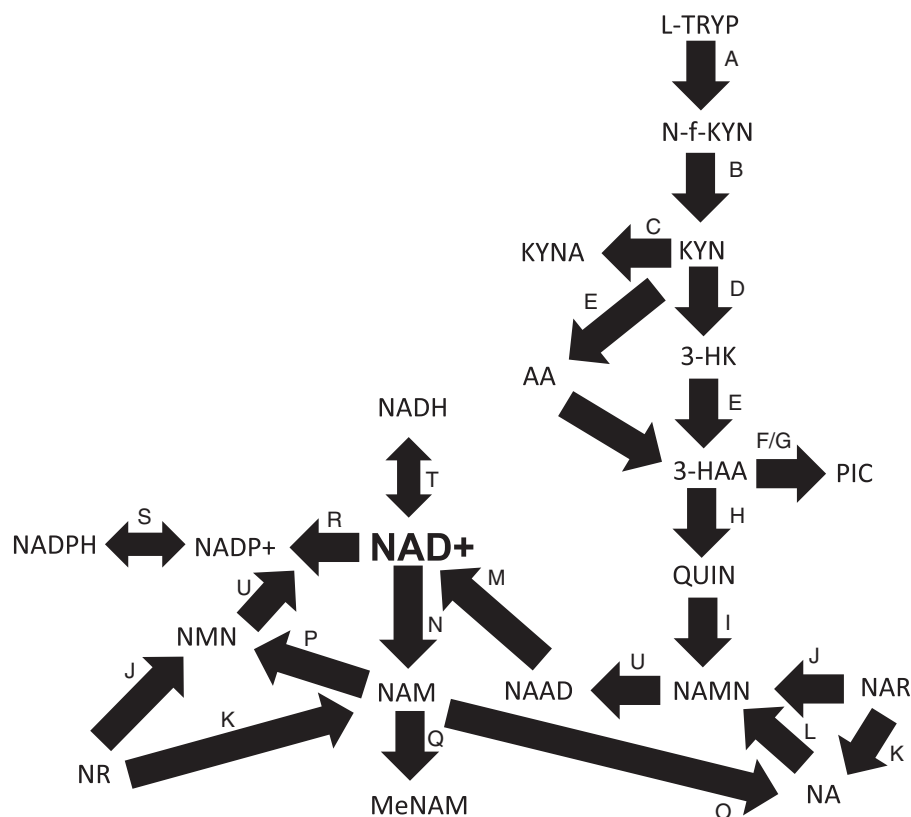 L-TRYP
A
N-f-KYN
B
KYNA
C
KYN
E
D
3-HK
AA
E
NADH
F/G
3-HAA
PIC
T
H
NADPH
S
NADP+
R
NAD+
QUIN
U
M
N
I
NMN
P
J
NAM
NAAD
U
NAMN
J
NAR
K
Q
L
K
NR
MeNAM
O
NA